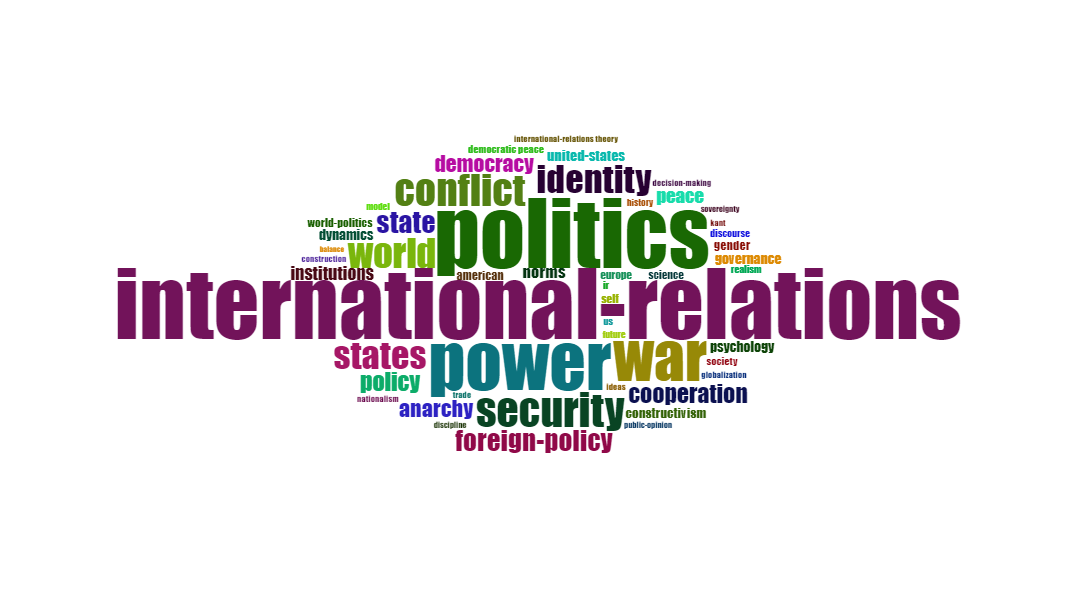 international-relations theory
democratic peace
united-states
democracy
identity
decision-making
conflict
peace
history
model
sovereignty
politics
state
world-politics
kant
dynamics
discourse
world
gender
balance
construction
governance
institutions
american
norms
europe
science
realism
international-relations
ir
self
us
future
states
power
war
psychology
society
policy
globalization
ideas
trade
cooperation
nationalism
anarchy
security
constructivism
discipline
public-opinion
foreign-policy